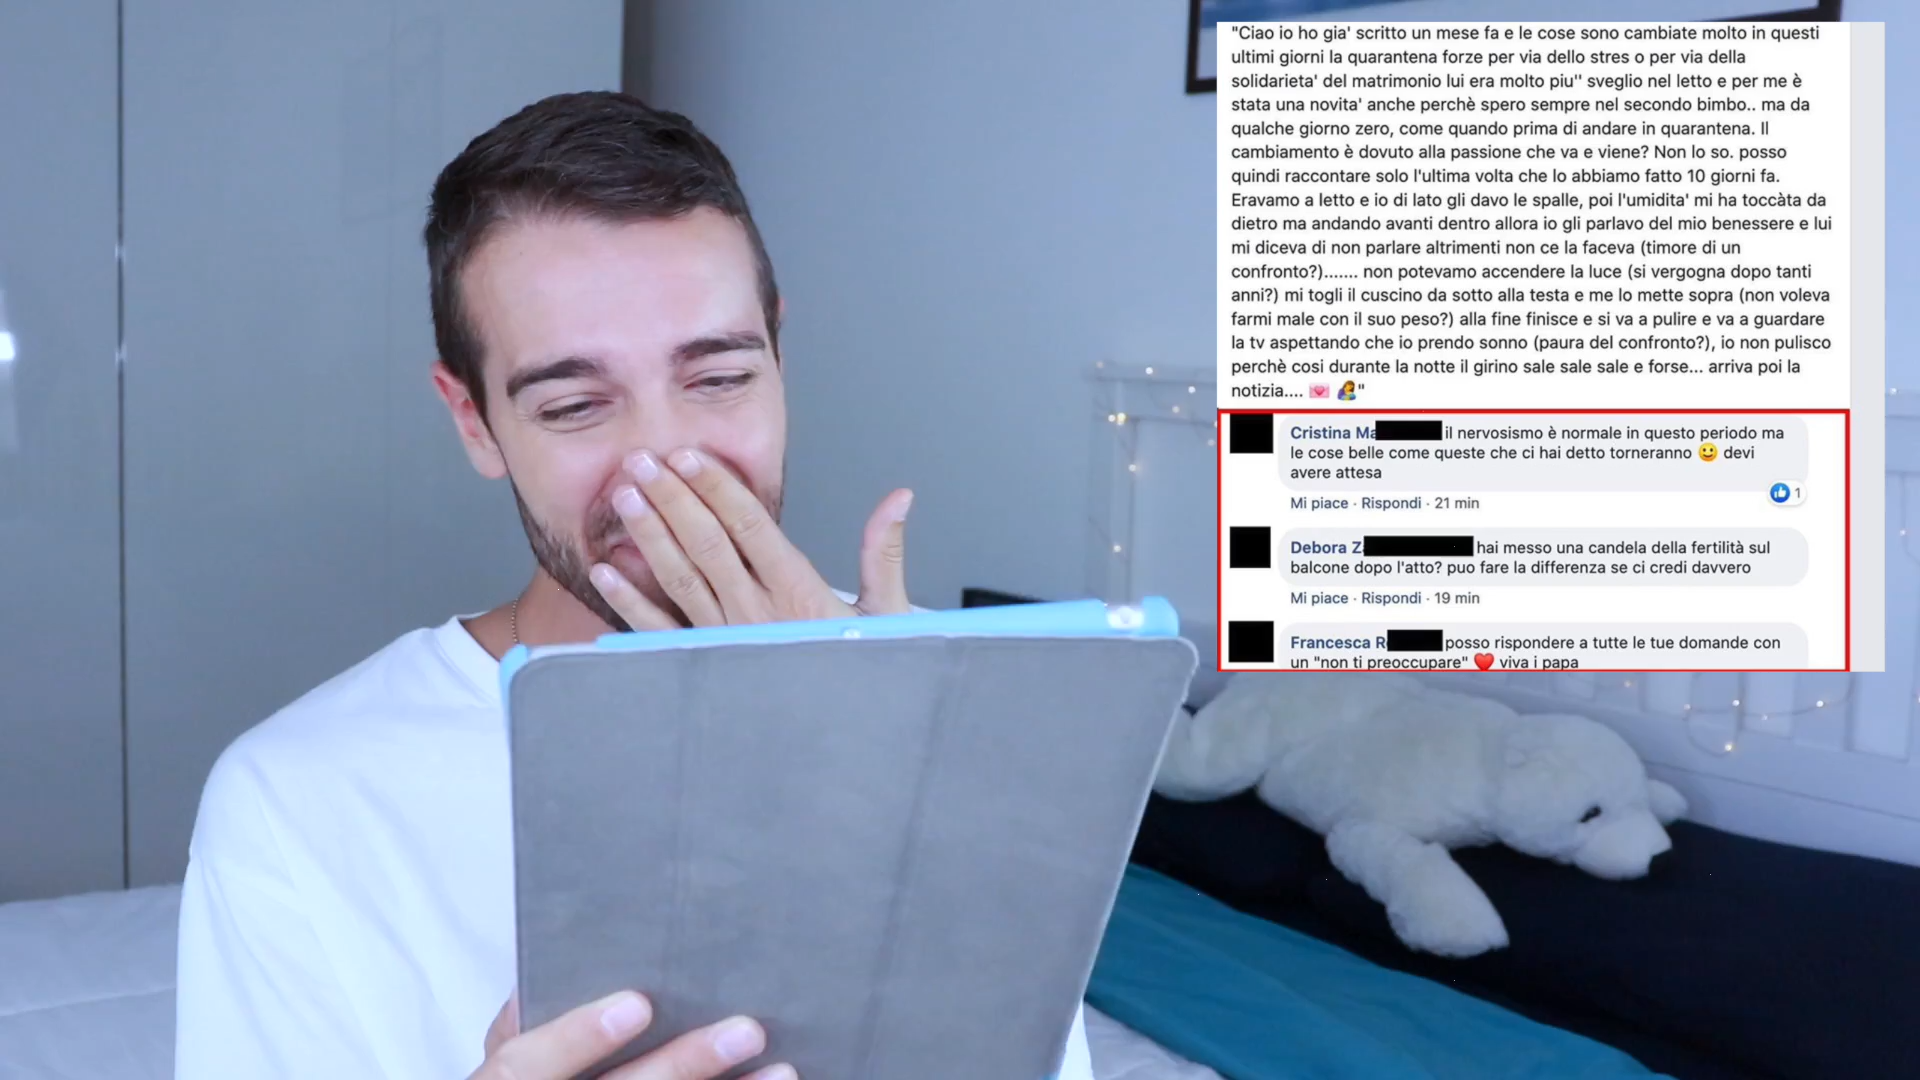 "Ciao io ho gia' scritto un mese fa e le cose sono cambiate molto in questi
ultimi giorni la quarantena forze per via dello stres o per via della
solidarieta' del matrimonio lui era molto piu'' sveglio nel letto e per me è
stata una novita' anche perchè spero sempre nel secondo bimbo.. ma da
qualche giorno zero, come quando prima di andare in quarantena. Il
cambiamento è dovuto alla passione che va e viene? Non lo so. posso
quindi raccontare solo l'ultima volta che lo abbiamo fatto 10 giorni fa.
Eravamo a letto e io di lato gli davo le spalle, poi l'umidita' mi ha toccàta da
dietro ma andando avanti dentro allora io gli parlavo del mio benessere e lui
mi diceva di non parlare altrimenti non ce la faceva (timore di un
confronto?)....... non potevamo accendere la luce (si vergogna dopo tanti
anni?) mi togli il cuscino da sotto alla testa e me lo mette sopra (non voleva
farmi male con il suo peso?) alla fine finisce e si va a pulire e va a guardare
la tv aspettando che io prendo sonno (paura del confronto?), io non pulisco
perchè cosi durante la notte il girino sale sale sale e forse... arriva poi la
notizia.... 💌 🤱"
Cristina Ma il nervosismo è normale in questo periodo ma
le cose belle come queste che ci hai detto torneranno 🙂 devi
avere attesa
Mi piace · Rispondi · 21 min
1
Debora Z hai messo una candela della fertilità sul
balcone dopo l'atto? puo fare la differenza se ci credi davvero
Mi piace · Rispondi · 19 min
Francesca R posso rispondere a tutte le tue domande con
un "non ti preoccupare" ❤️ viva i papa